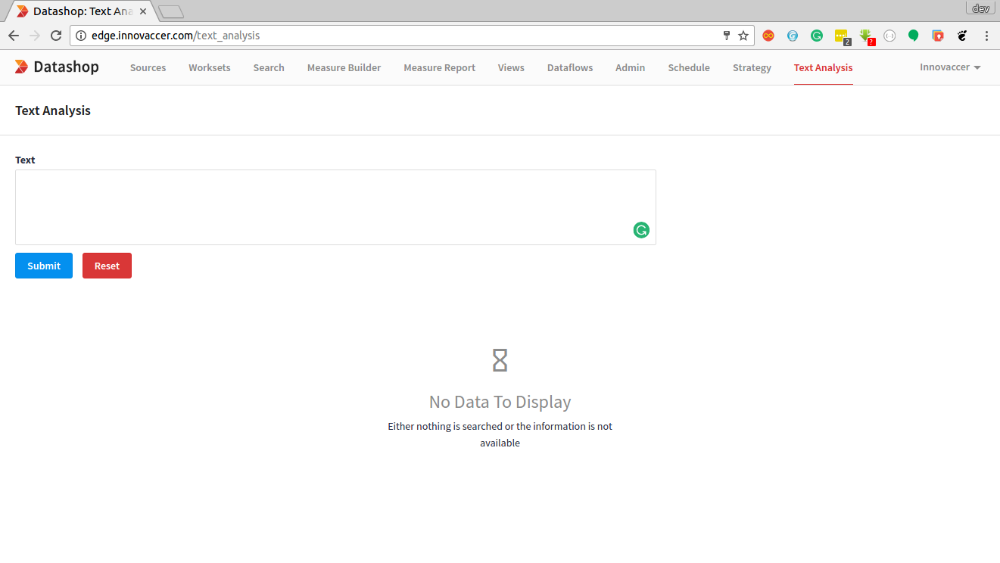 Datashop: Text Ana
dev
edge.innovaccer.com/text_analysis
2
?
Datashop Sources Worksets Search Measure Builder Measure Report Views Dataflows Admin Schedule Strategy Text Analysis Innovaccer
Text Analysis
Text
Submit Reset
No Data To Display
Either nothing is searched or the information is not
available